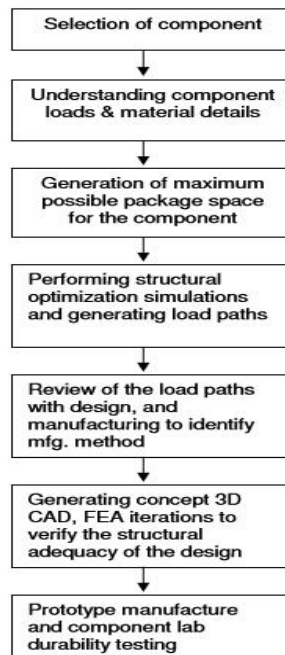 Selection of component
Understanding component
loads & material details
Generation of maximum
possible package space
for the component
Performing structural
optimization simulations
and generating load paths
Review of the load paths
with design, and
manufacturing to identify
mfg. method
Generating concept 3D
CAD, FEA iterations to
verify the structural
adequacy of the design
Prototype manufacture
and component lab
durability testing